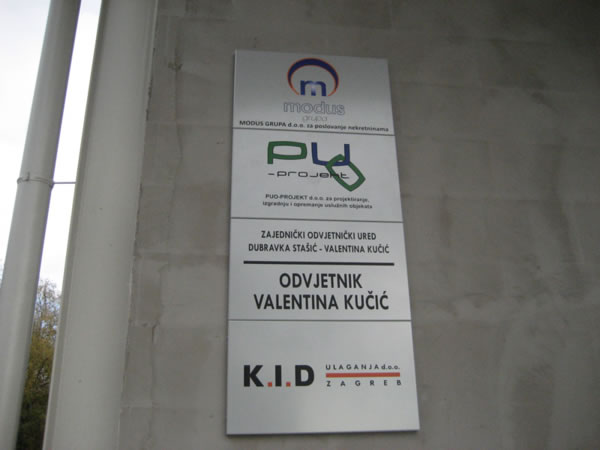 m
modus
grupa
MODUS GRUPA d.o.o. za poslovanje nekretninama
PUO
-projekt
PUO-PROJEKT d.o.o. za projektiranje,
izgradnju i opremanje uslužnih objekata
ZAJEDNIČKI ODVJETNIČKI URED
DUBRAVKA STAŠIĆ - VALENTINA KUČIĆ
ODVJETNIK
VALENTINA KUČIĆ
K.I.D
ULAGANJA d.o.o.
ZAGREB